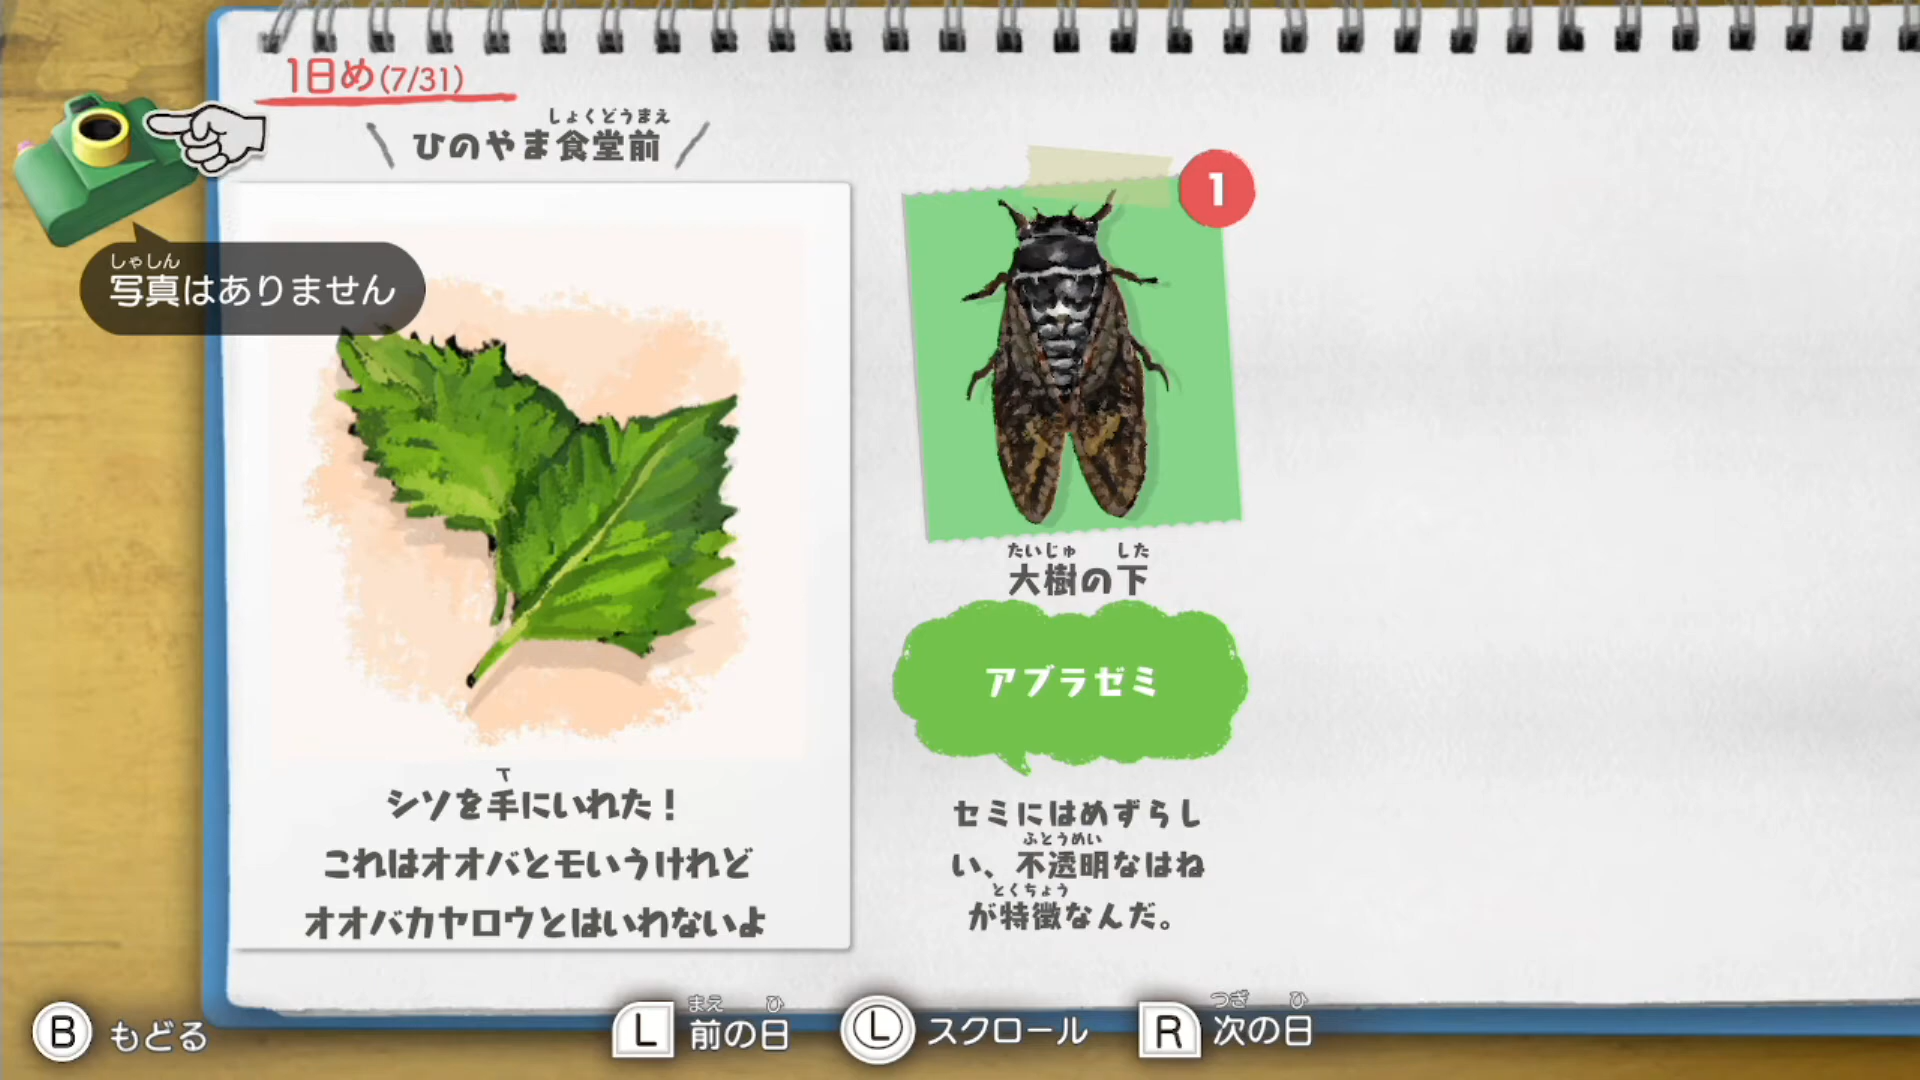 1日め(7/31)
しょくどうまえ
ひのやま食堂前
しゃしん
写真はありません
て
シソを手にいれた!
これはオオバとモいうけれど
オオバカヤロウとはいわないよ
1
たいじゅ した
大樹の下
アブラゼミ
セミにはめずらし
ふとうめい
い、不透明なはね
とくちょう
が特徴なんだ。
B もどる
まえ ひ
L 前の日
L スクロール
つぎ ひ
R 次の日